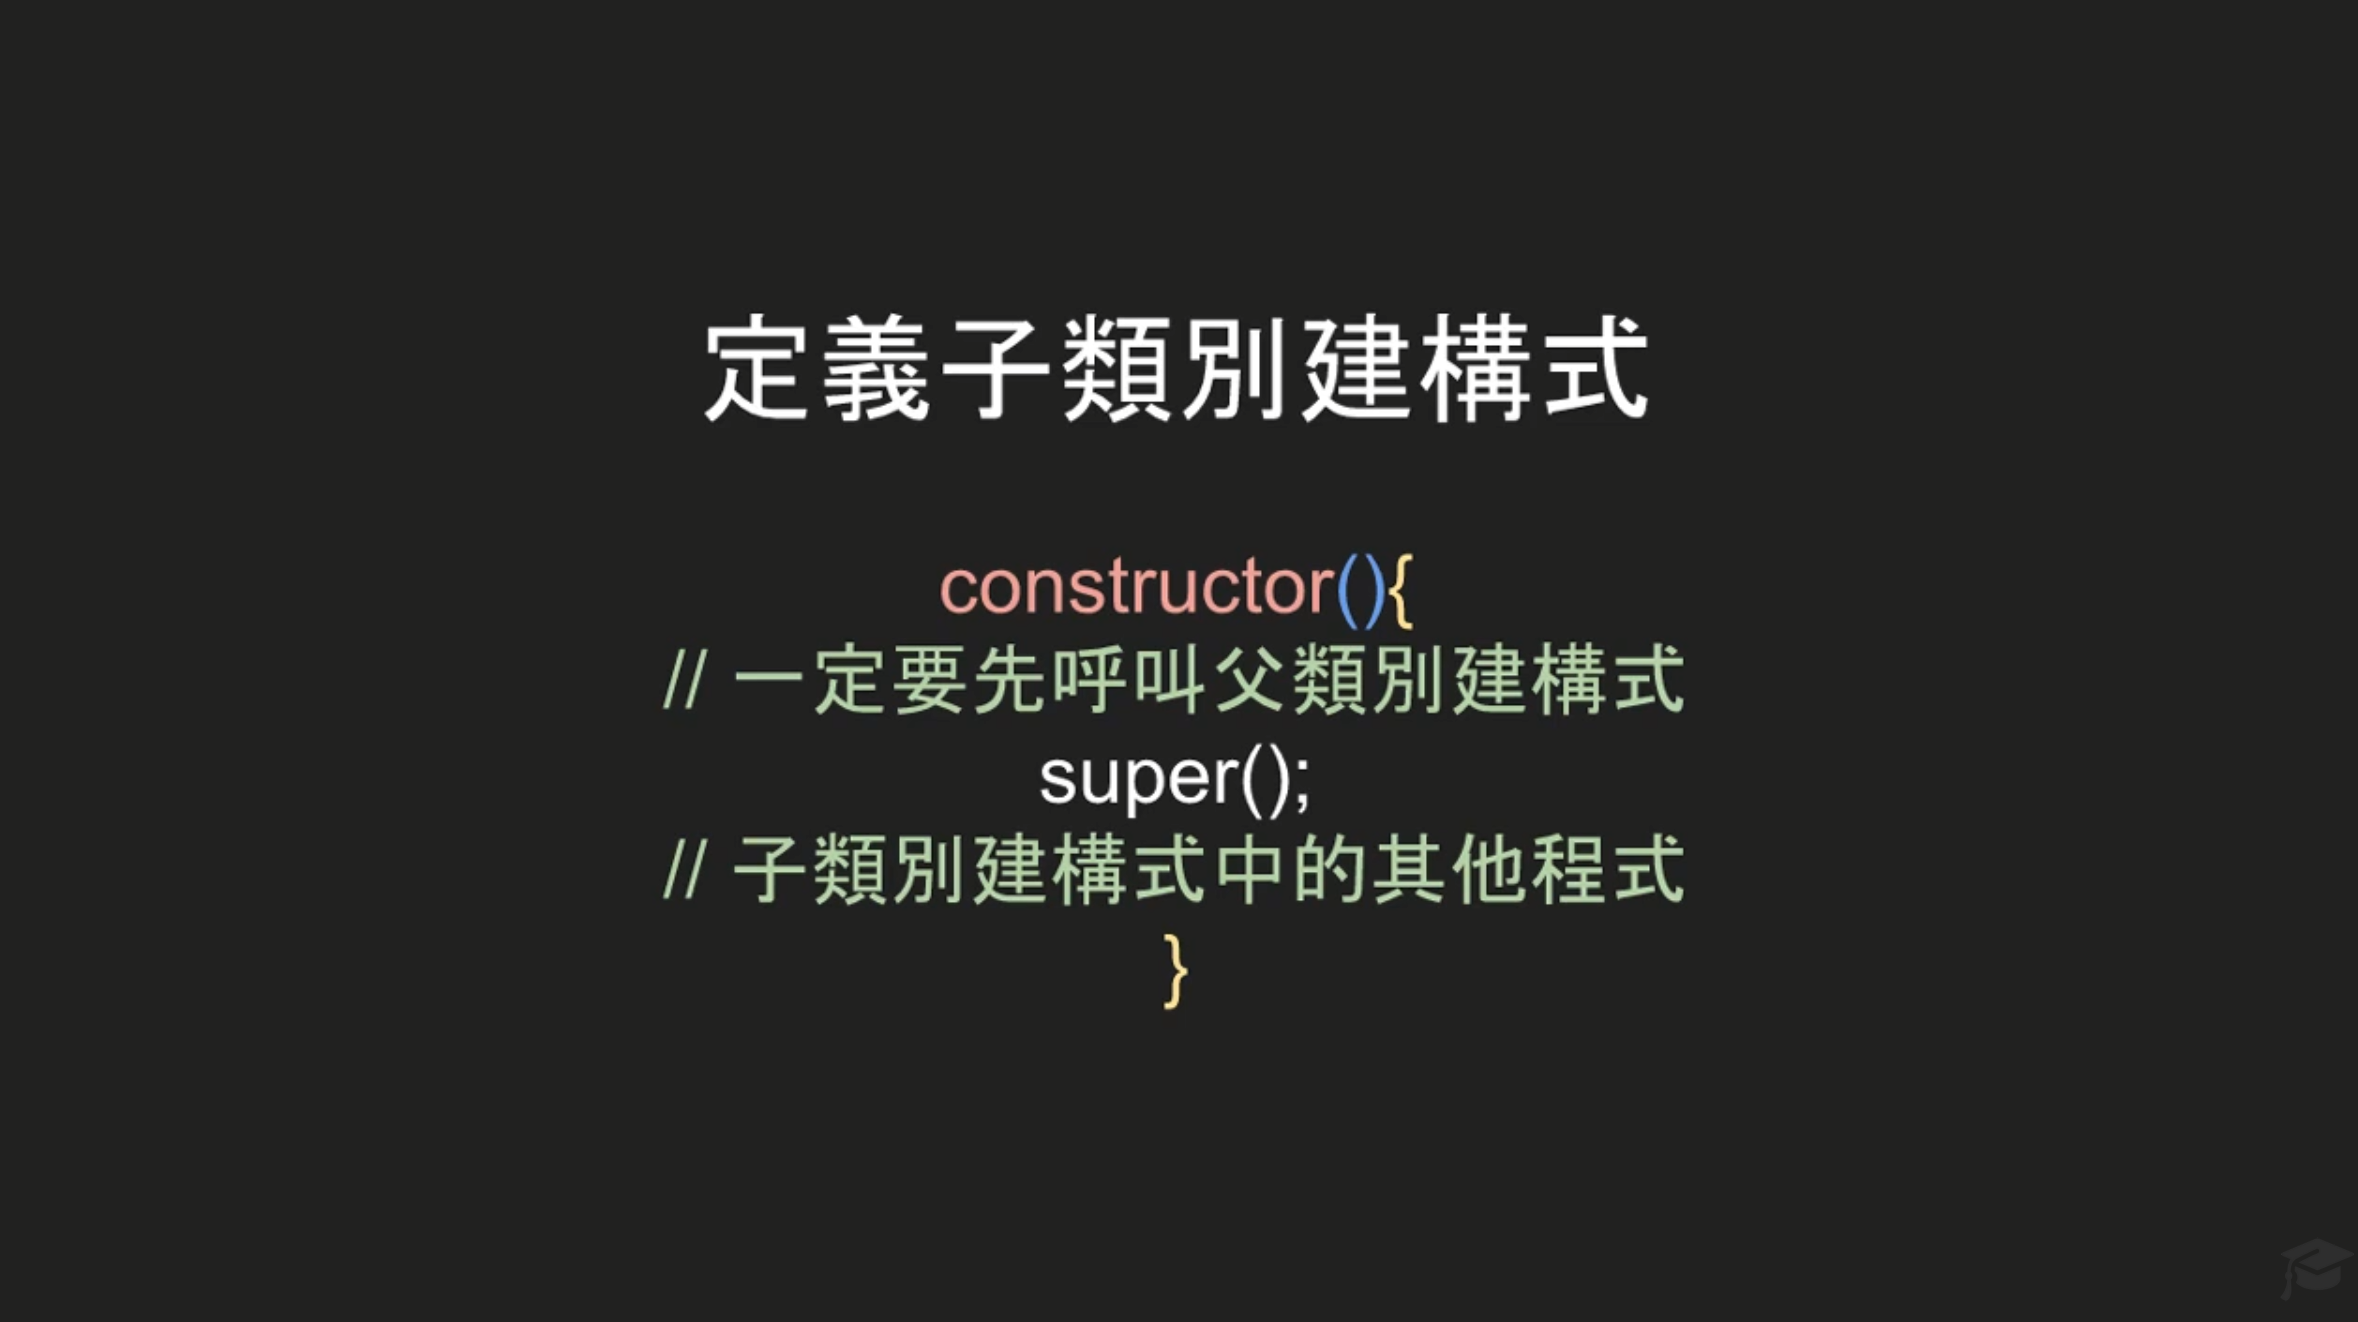 定義子類別建構式
constructor(){
// 一定要先呼叫父類別建構式
super();
// 子類別建構式中的其他程式
}